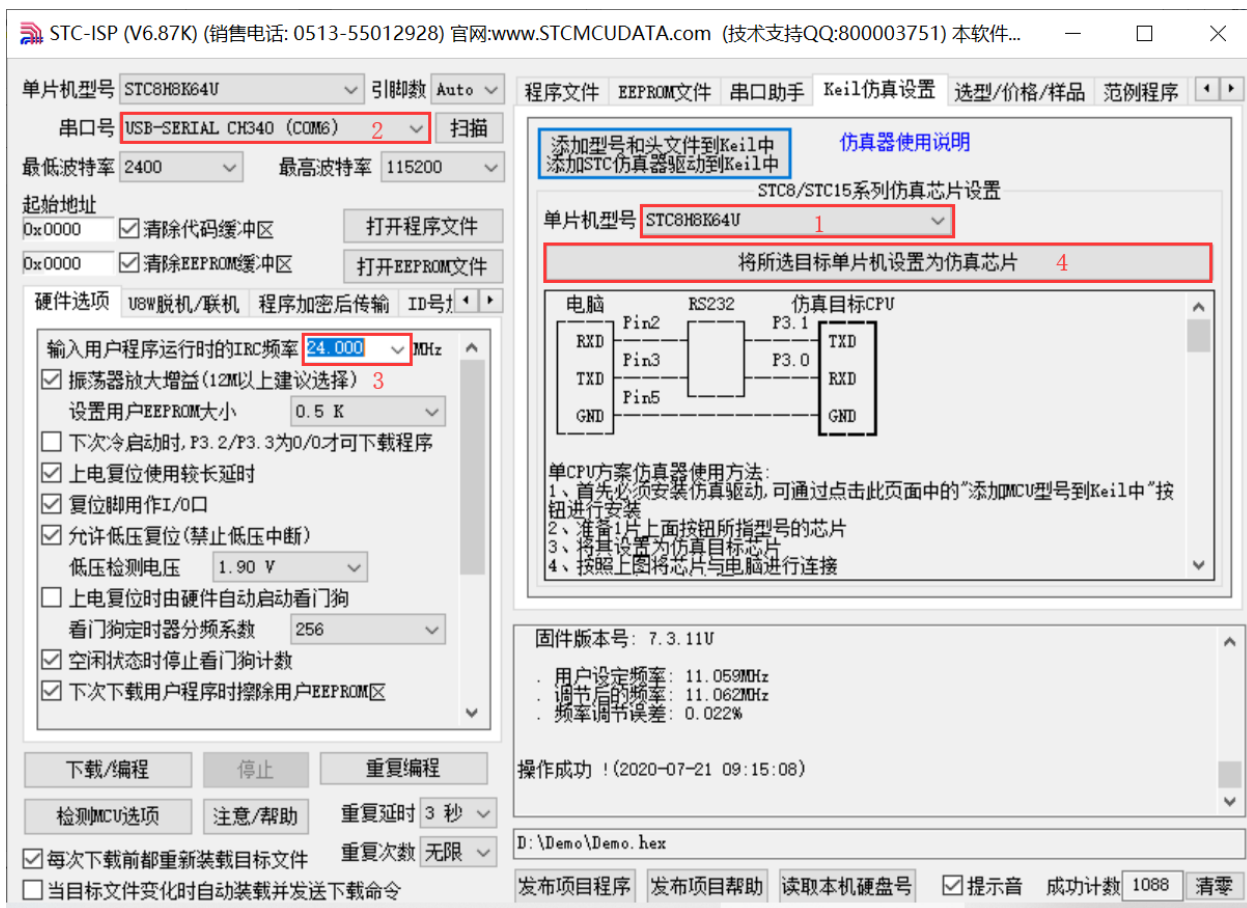 STC-ISP (V6.87K) (销售电话: 0513-55012928) 官网:www.STCMCUDATA.com (技术支持QQ:800003751) 本软件...
单片机型号 STC8H8K64U 引脚数 Auto
串口号 USB-SERIAL CH340 (COM6) 2 扫描
最低波特率 2400 最高波特率 115200
起始地址
0x0000 清除代码缓冲区 打开程序文件
0x0000 清除EEPROM缓冲区 打开EEPROM文件
硬件选项 U8W脱机/联机 程序加密后传输 ID号
输入用户程序运行时的IRC频率 24.000 MHz
振荡器放大增益(12M以上建议选择) 3
设置用户EEPROM大小 0.5 K
下次冷启动时,P3.2/P3.3为0/0才可下载程序
上电复位使用较长延时
复位脚用作I/O口
允许低压复位(禁止低压中断)
低压检测电压 1.90 V
上电复位时由硬件自动启动看门狗
看门狗定时器分频系数 256
空闲状态时停止看门狗计数
下次下载用户程序时擦除用户EEPROM区
下载/编程 停止 重复编程
检测MCU选项 注意/帮助 重复延时 3 秒
每次下载前都重新装载目标文件 重复次数 无限
当目标文件变化时自动装载并发送下载命令
程序文件 EEPROM文件 串口助手 Keil仿真设置 选型/价格/样品 范例程序
添加型号和头文件到Keil中
添加STC仿真器驱动到Keil中
仿真器使用说明
STC8/STC15系列仿真芯片设置
单片机型号 STC8H8K64U 1
将所选目标单片机设置为仿真芯片 4
电脑 RS232 仿真目标CPU
Pin2 P3.1
RXD TXD
Pin3 P3.0
TXD RXD
Pin5
GND GND
单CPU方案仿真器使用方法:
1、首先必须安装仿真驱动,可通过点击此页面中的"添加MCU型号到Keil中"按
钮进行安装
2、准备1片上面按钮所指型号的芯片
3、将其设置为仿真目标芯片
4、按照上图将芯片与电脑进行连接
固件版本号: 7.3.11U
. 用户设定频率: 11.059MHz
. 调节后的频率: 11.062MHz
. 频率调节误差: 0.022%
操作成功 !(2020-07-21 09:15:08)
D:\Demo\Demo.hex
发布项目程序 发布项目帮助 读取本机硬盘号 提示音 成功计数 1088 清零